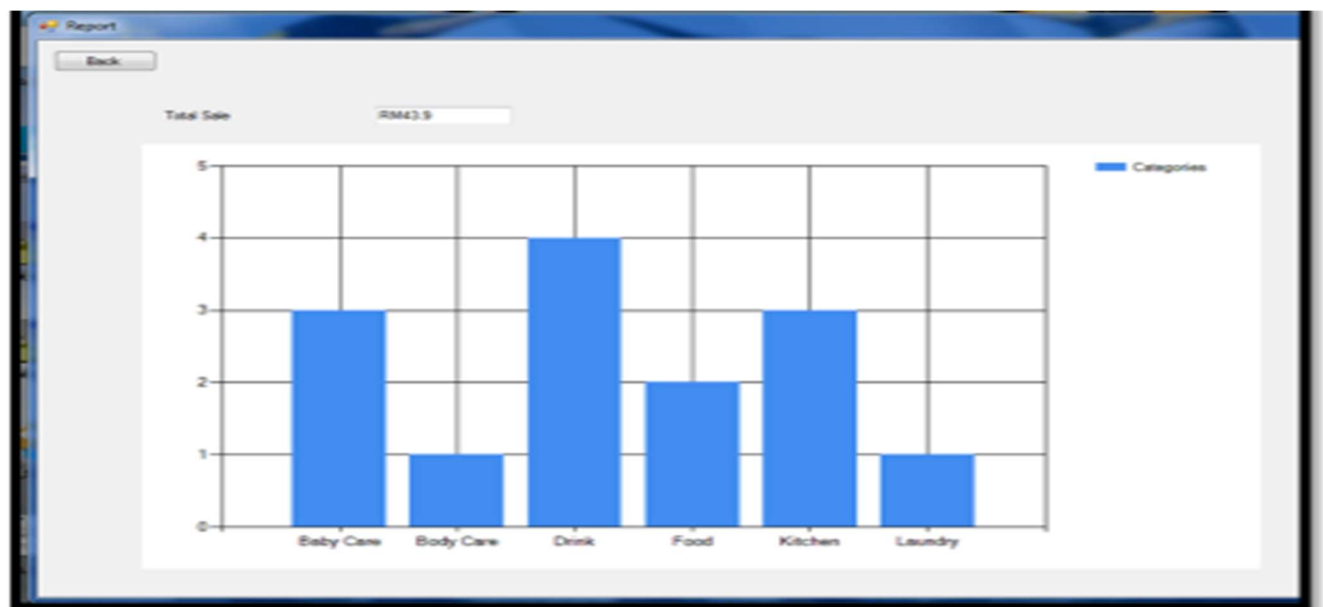 Report
Back
Total Sale RM43.9
Categories
5
4
3
2
1
0
Baby Care Body Care Drink Food Kitchen Laundry